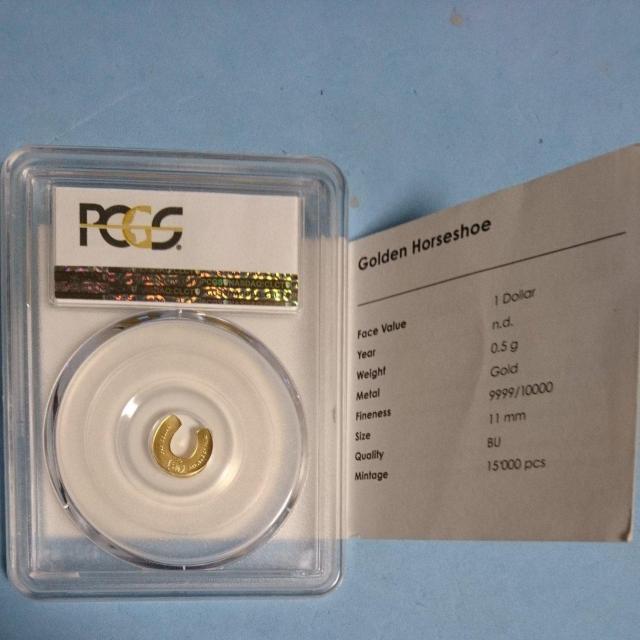 PCGS
Golden Horseshoe
Face Value 1 Dollar
Year n.d.
Weight 0.5 g
Metal Gold
Fineness 9999/10000
Size 11 mm
Quality BU
Mintage 15'000 pcs